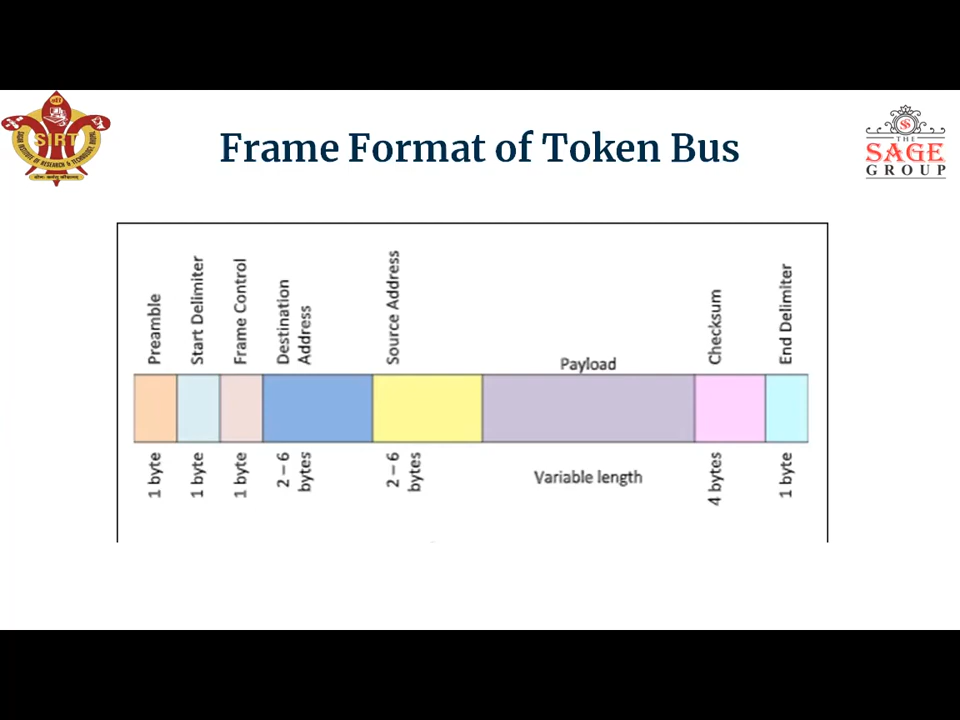 SIRT
Frame Format of Token Bus
THE
SAGE
GROUP
Preamble
Start Delimiter
Frame Control
Destination
Address
Source Address
Payload
Checksum
End Delimiter
1 byte
1 byte
1 byte
2 – 6
bytes
2 – 6
bytes
Variable length
4 bytes
1 byte